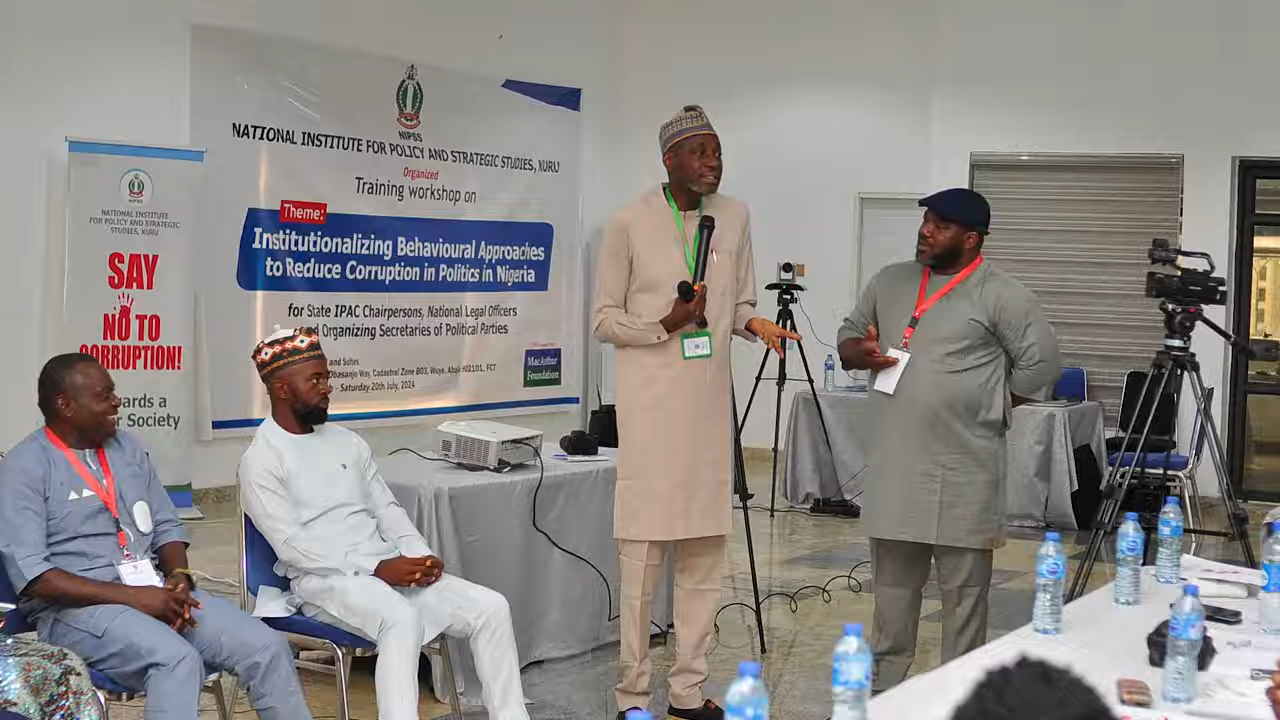 NATIONAL INSTITUTE
FOR POLICY AND STRATEGIC
STUDIES, KURU
SAY
NO TO
CORRUPTION!
Society
NIPSS
NATIONAL INSTITUTE FOR POLICY AND STRATEGIC STUDIES, KURU
Organized
Training workshop on
Theme:
Institutionalizing Behavioural Approaches
to Reduce Corruption in Politics in Nigeria
for State IPAC Chairpersons, National Legal Officers
Organizing Secretaries of Political Parties
and Suites
Obasanjo Way, Cadastral Zone B03, Wuye, Abuja 902101, FCT
- Saturday 20th July, 2024
MacArthur
Foundation